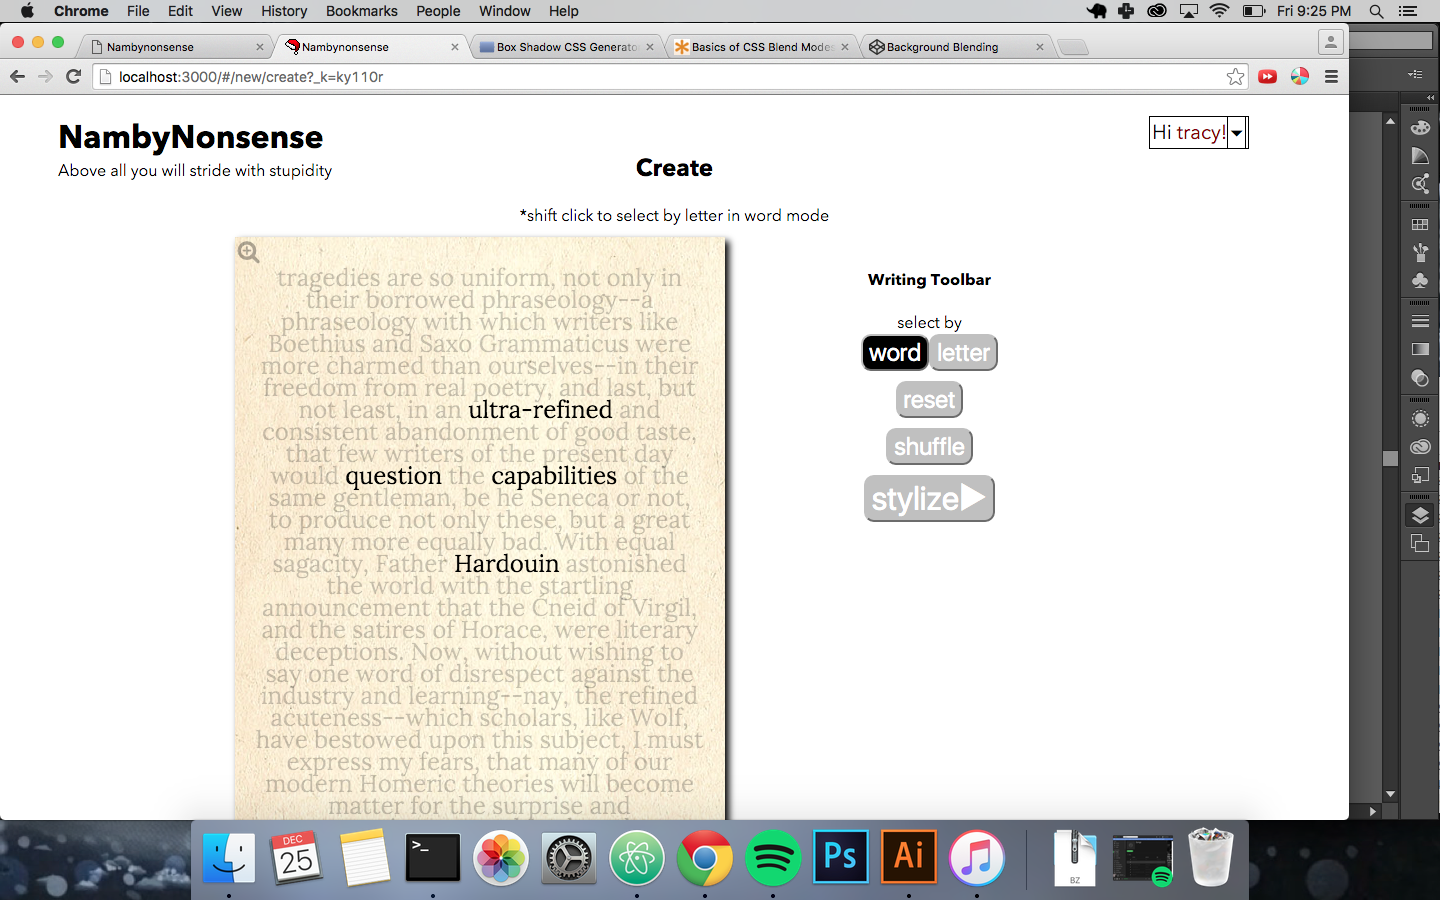 Chrome File Edit View History Bookmarks People Window Help Fri 9:25 PM
Nambynonsense Nambynonsense Box Shadow CSS Generato Basics of CSS Blend Modes Background Blending
localhost:3000/#/new/create?_k=ky110r
NambyNonsense
Hi tracy!
Above all you will stride with stupidity
Create
*shift click to select by letter in word mode
tragedies are so uniform, not only in
their borrowed phraseology--a
phraseology with which writers like
Boethius and Saxo Grammaticus were
more charmed than ourselves--in their
freedom from real poetry, and last, but
not least, in an ultra-refined and
consistent abandonment of good taste,
that few writers of the present day
would question the capabilities of the
same gentleman, be he Seneca or not,
to produce not only these, but a great
many more equally bad. With equal
sagacity, Father Hardouin astonished
the world with the startling
announcement that the Æneid of Virgil,
and the satires of Horace, were literary
deceptions. Now, without wishing to
say one word of disrespect against the
industry and learning--nay, the refined
acuteness--which scholars, like Wolf,
have bestowed upon this subject, I must
express my fears, that many of our
modern Homeric theories will become
matter for the surprise and
Writing Toolbar
select by
word letter
reset
shuffle
stylize
DEC
25
>_
Ps
Ai
BZ